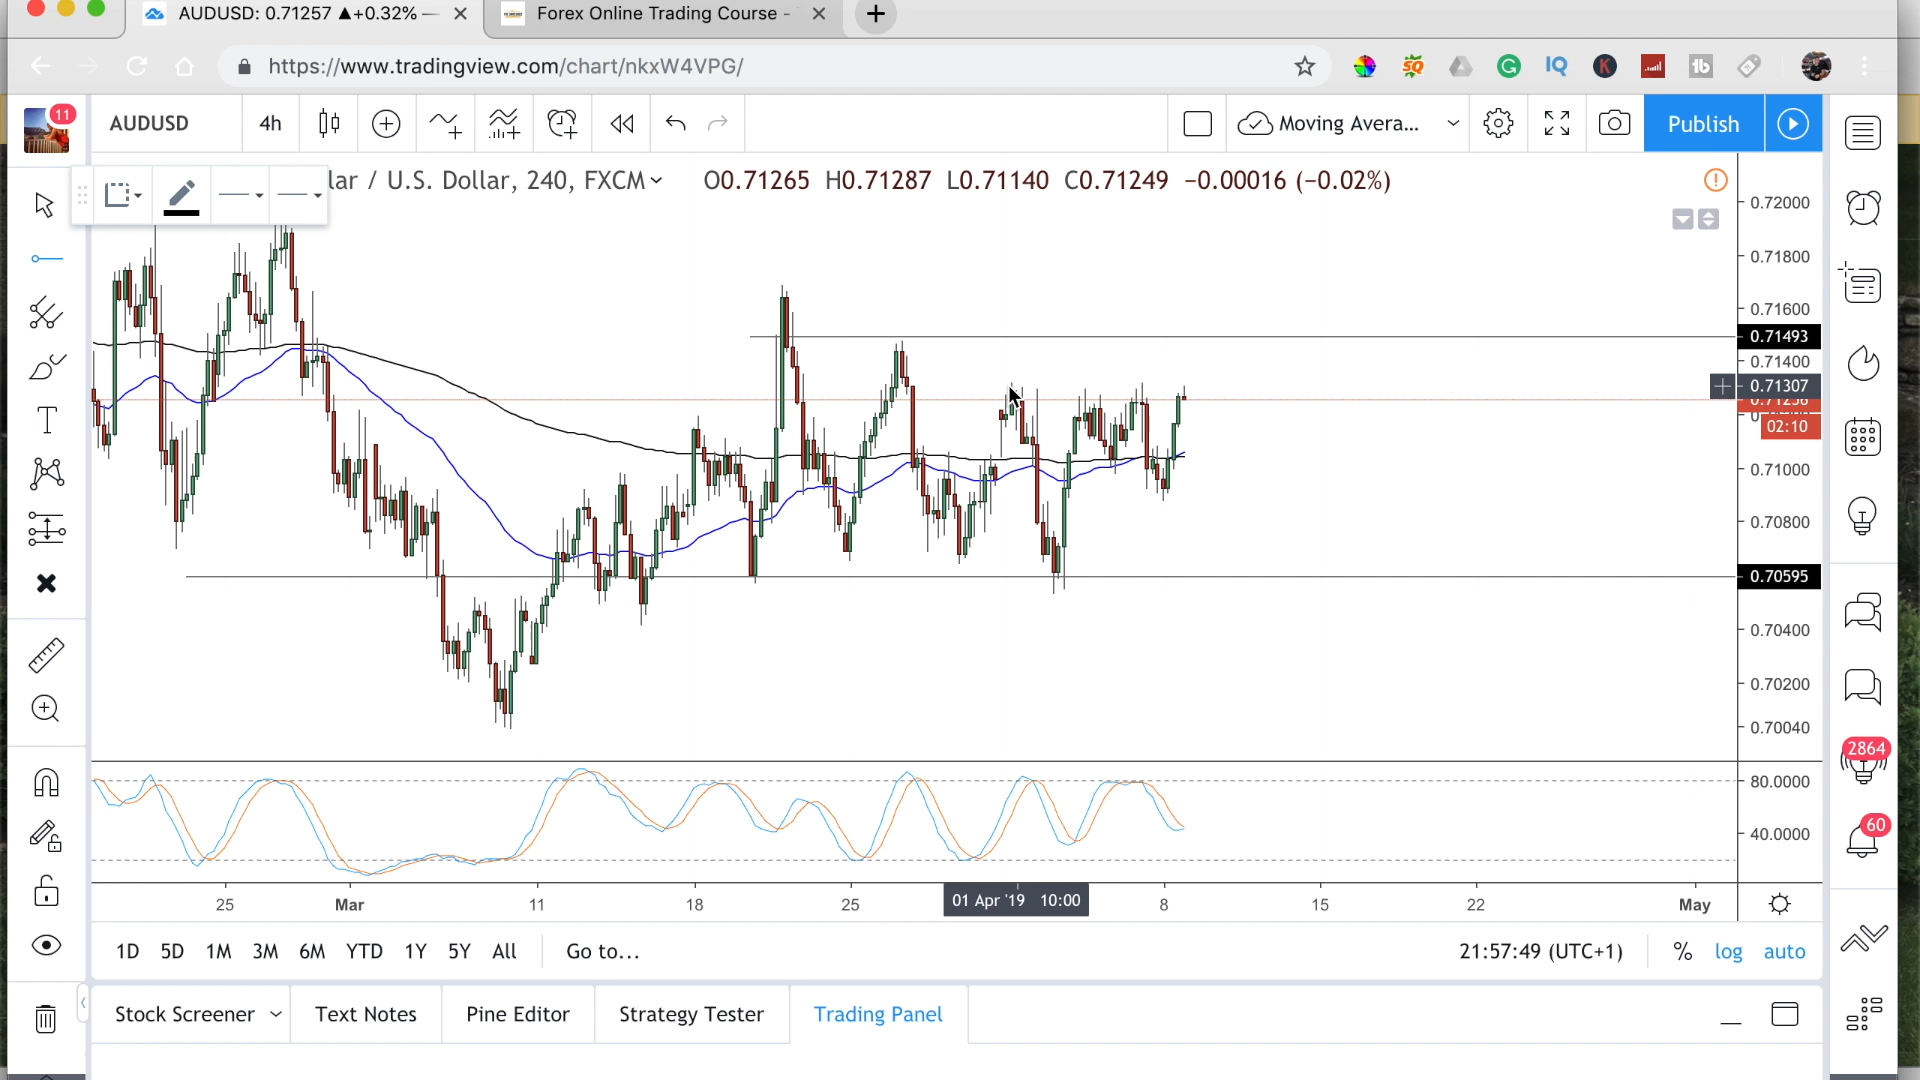 AUDUSD: 0.71257 ▲+0.32% —
Forex Online Trading Course -
https://www.tradingview.com/chart/nkxW4VPG/
SQ
IQ
K
11
AUDUSD
4h
Moving Avera...
Publish
lar / U.S. Dollar, 240, FXCM
O0.71265 H0.71287 L0.71140 C0.71249 −0.00016 (−0.02%)
0.72000
0.71800
0.71600
0.71493
0.71400
0.71307
0.71256
02:10
0.71000
0.70800
0.70595
0.70400
0.70200
0.70040
80.0000
40.0000
2864
60
25
Mar
11
18
25
01 Apr '19 10:00
8
15
22
May
1D 5D 1M 3M 6M YTD 1Y 5Y All
Go to...
21:57:49 (UTC+1)
% log auto
Stock Screener
Text Notes
Pine Editor
Strategy Tester
Trading Panel